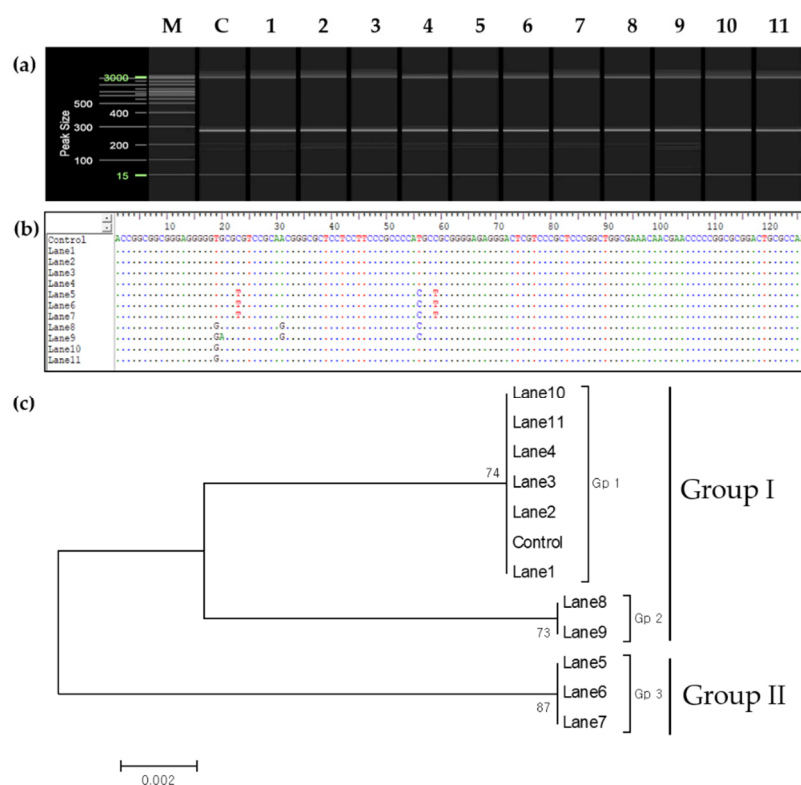 M C 1 2 3 4 5 6 7 8 9 10 11
(a)
Peak Size
3000
500
400
300
200
100
15
(b)
10 20 30 40 50 60 70 80 90 100 110 120
Control ACCGGCGGCGGGAGGGGGTGCGCGTCCGCAACGGGCGCTCCTCCTTCCCGCCCCATGCCGCGGGGAGAGGGACTCGTCCCGCTCCCGGCTGGCGAAACAACGAACCCCCGGCGCGGACTGCGCCA
Lane1
Lane2
Lane3
Lane4
Lane5 T C T
Lane6 T C T
Lane7 T C T
Lane8 G G C
Lane9 GA G C
Lane10 G
Lane11 G
(c)
Lane10
Lane11
Lane4
74
Lane3
Gp 1
Group I
Lane2
Control
Lane1
Lane8
Gp 2
73
Lane9
Lane5
Lane6
Gp 3
Group II
87
Lane7
0.002